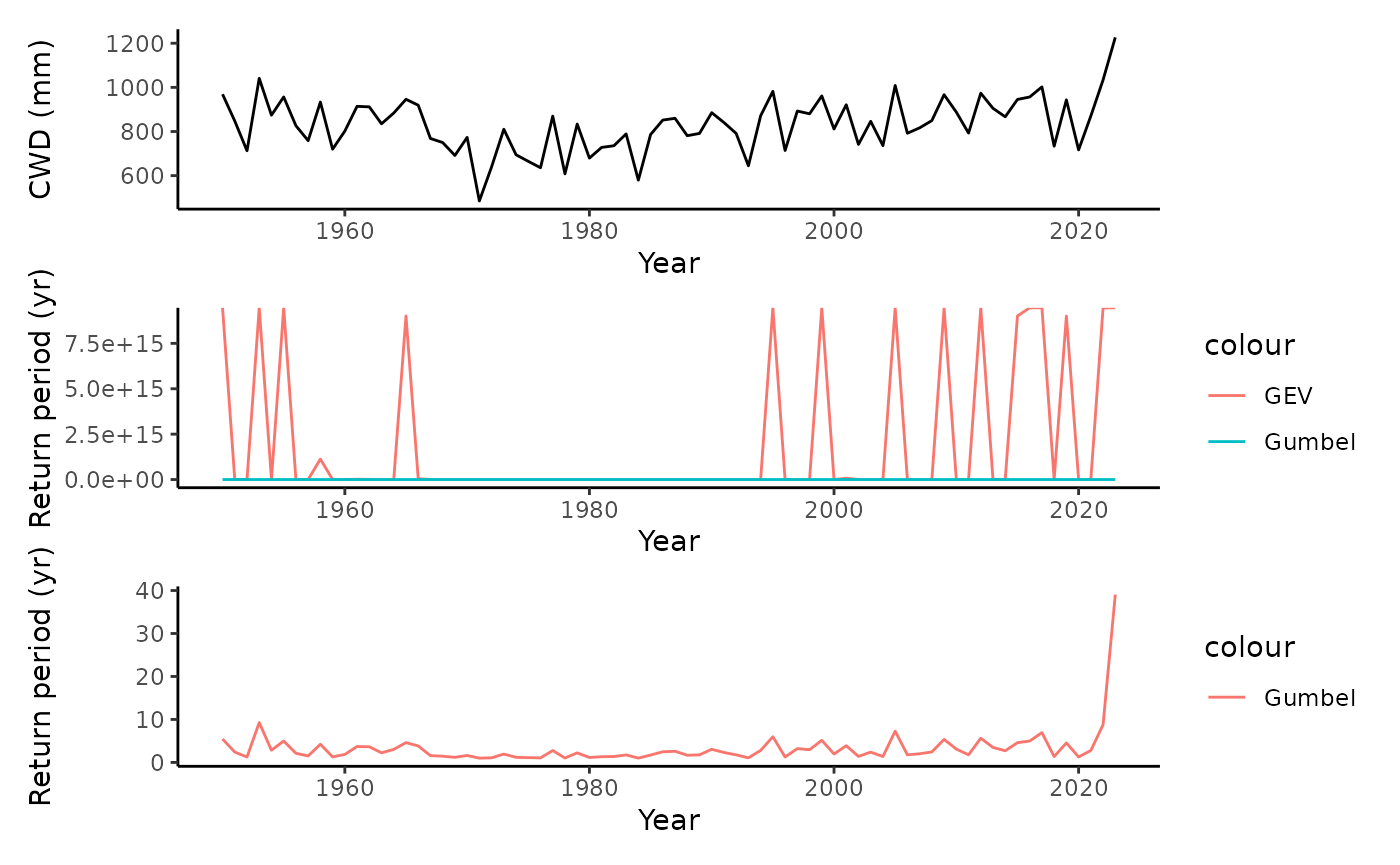 CWD (mm)
1200
1000
800
600
1960
1980
2000
2020
Year
Return period (yr)
7.5e+15
5.0e+15
2.5e+15
0.0e+00
1960
1980
2000
2020
Year
colour
GEV
Gumbel
Return period (yr)
40
30
20
10
0
1960
1980
2000
2020
Year
colour
Gumbel